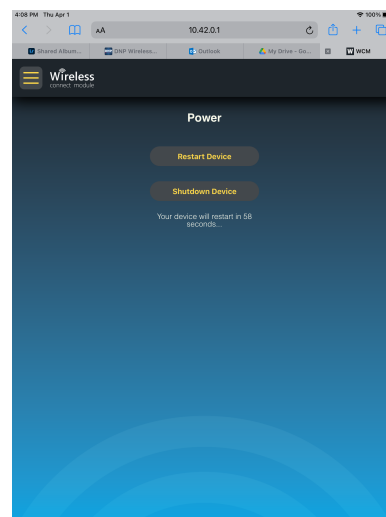 4:08 PM Thu Apr 1
100%
AA
10.42.0.1
Shared Album...
DNP Wireless...
Outlook
My Drive – Go...
W WCM
Wireless
connect module
Power
Restart Device
Shutdown Device
Your device will restart in 58
seconds...